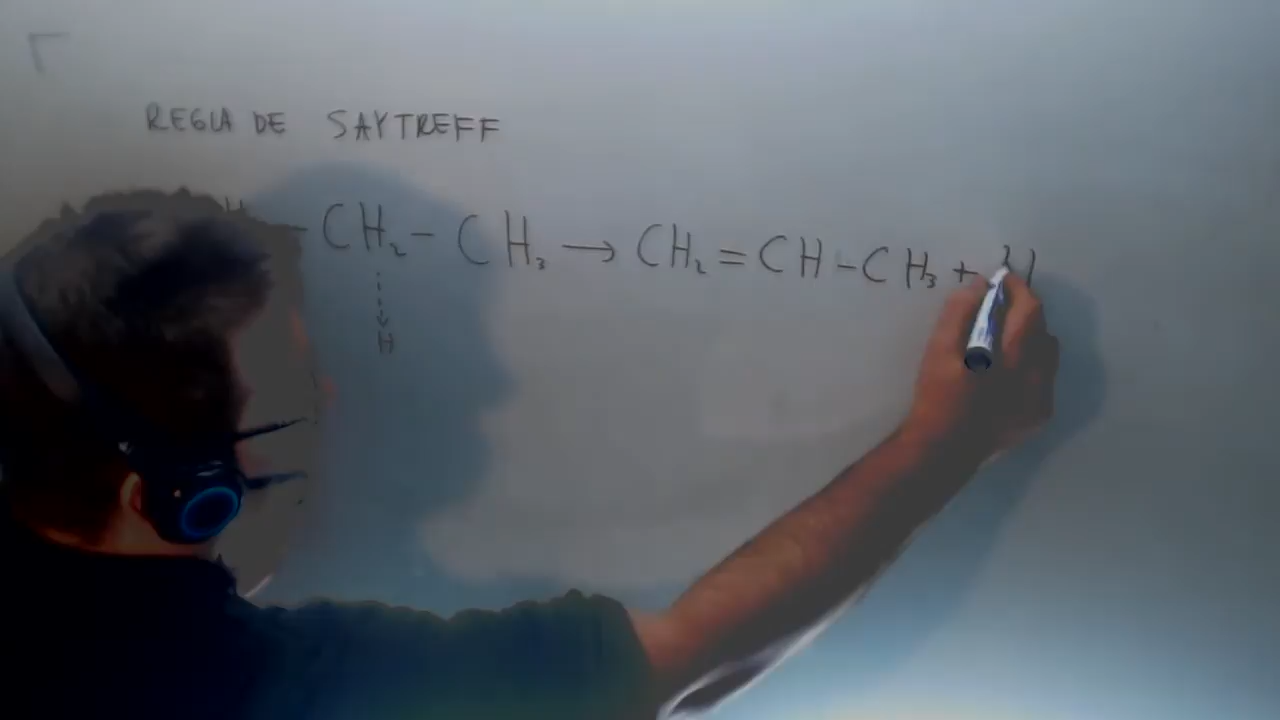 REGLA DE SAYTREFF
- CH₂ - CH₃ → CH₂ = CH - CH₃ + H
H